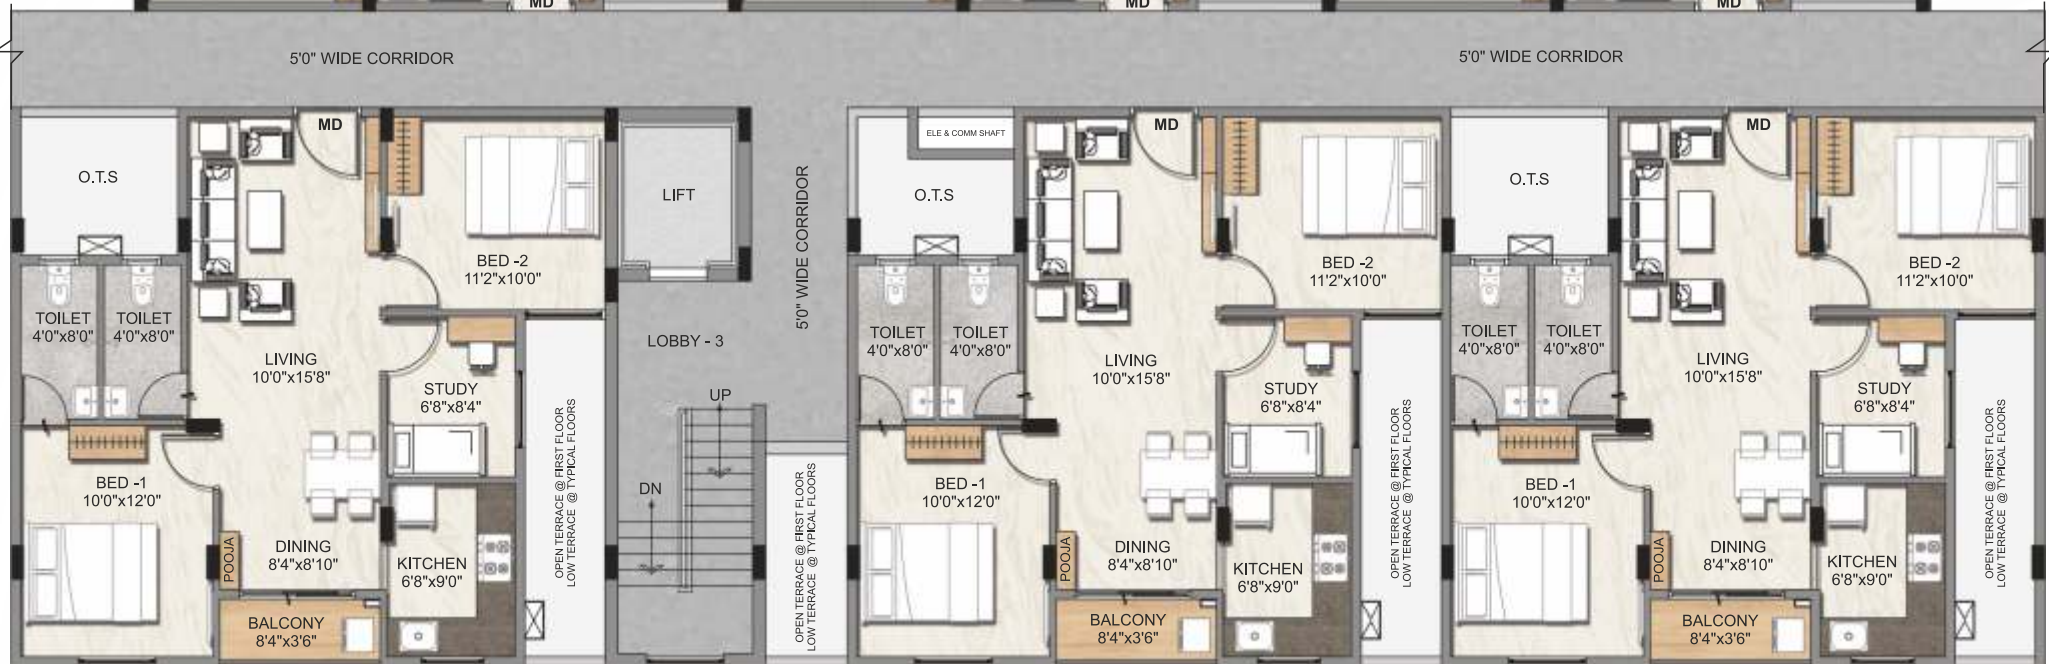 MD
MD
MD
5'0" WIDE CORRIDOR
5'0" WIDE CORRIDOR
O.T.S
MD
BED -2
11'2"x10'0"
TOILET
4'0"x8'0"
TOILET
4'0"x8'0"
LIVING
10'0"x15'8"
STUDY
6'8"x8'4"
BED -1
10'0"x12'0"
POOJA
DINING
8'4"x8'10"
KITCHEN
6'8"x9'0"
BALCONY
8'4"x3'6"
OPEN TERRACE @ FIRST FLOOR
LOW TERRACE @ TYPICAL FLOORS
LIFT
LOBBY - 3
UP
DN
5'0" WIDE CORRIDOR
OPEN TERRACE @ FIRST FLOOR
LOW TERRACE @ TYPICAL FLOORS
ELE & COMM SHAFT
O.T.S
MD
BED -2
11'2"x10'0"
TOILET
4'0"x8'0"
TOILET
4'0"x8'0"
LIVING
10'0"x15'8"
STUDY
6'8"x8'4"
BED -1
10'0"x12'0"
POOJA
DINING
8'4"x8'10"
KITCHEN
6'8"x9'0"
BALCONY
8'4"x3'6"
OPEN TERRACE @ FIRST FLOOR
LOW TERRACE @ TYPICAL FLOORS
O.T.S
MD
BED -2
11'2"x10'0"
TOILET
4'0"x8'0"
TOILET
4'0"x8'0"
LIVING
10'0"x15'8"
STUDY
6'8"x8'4"
BED -1
10'0"x12'0"
POOJA
DINING
8'4"x8'10"
KITCHEN
6'8"x9'0"
BALCONY
8'4"x3'6"
OPEN TERRACE @ FIRST FLOOR
LOW TERRACE @ TYPICAL FLOORS